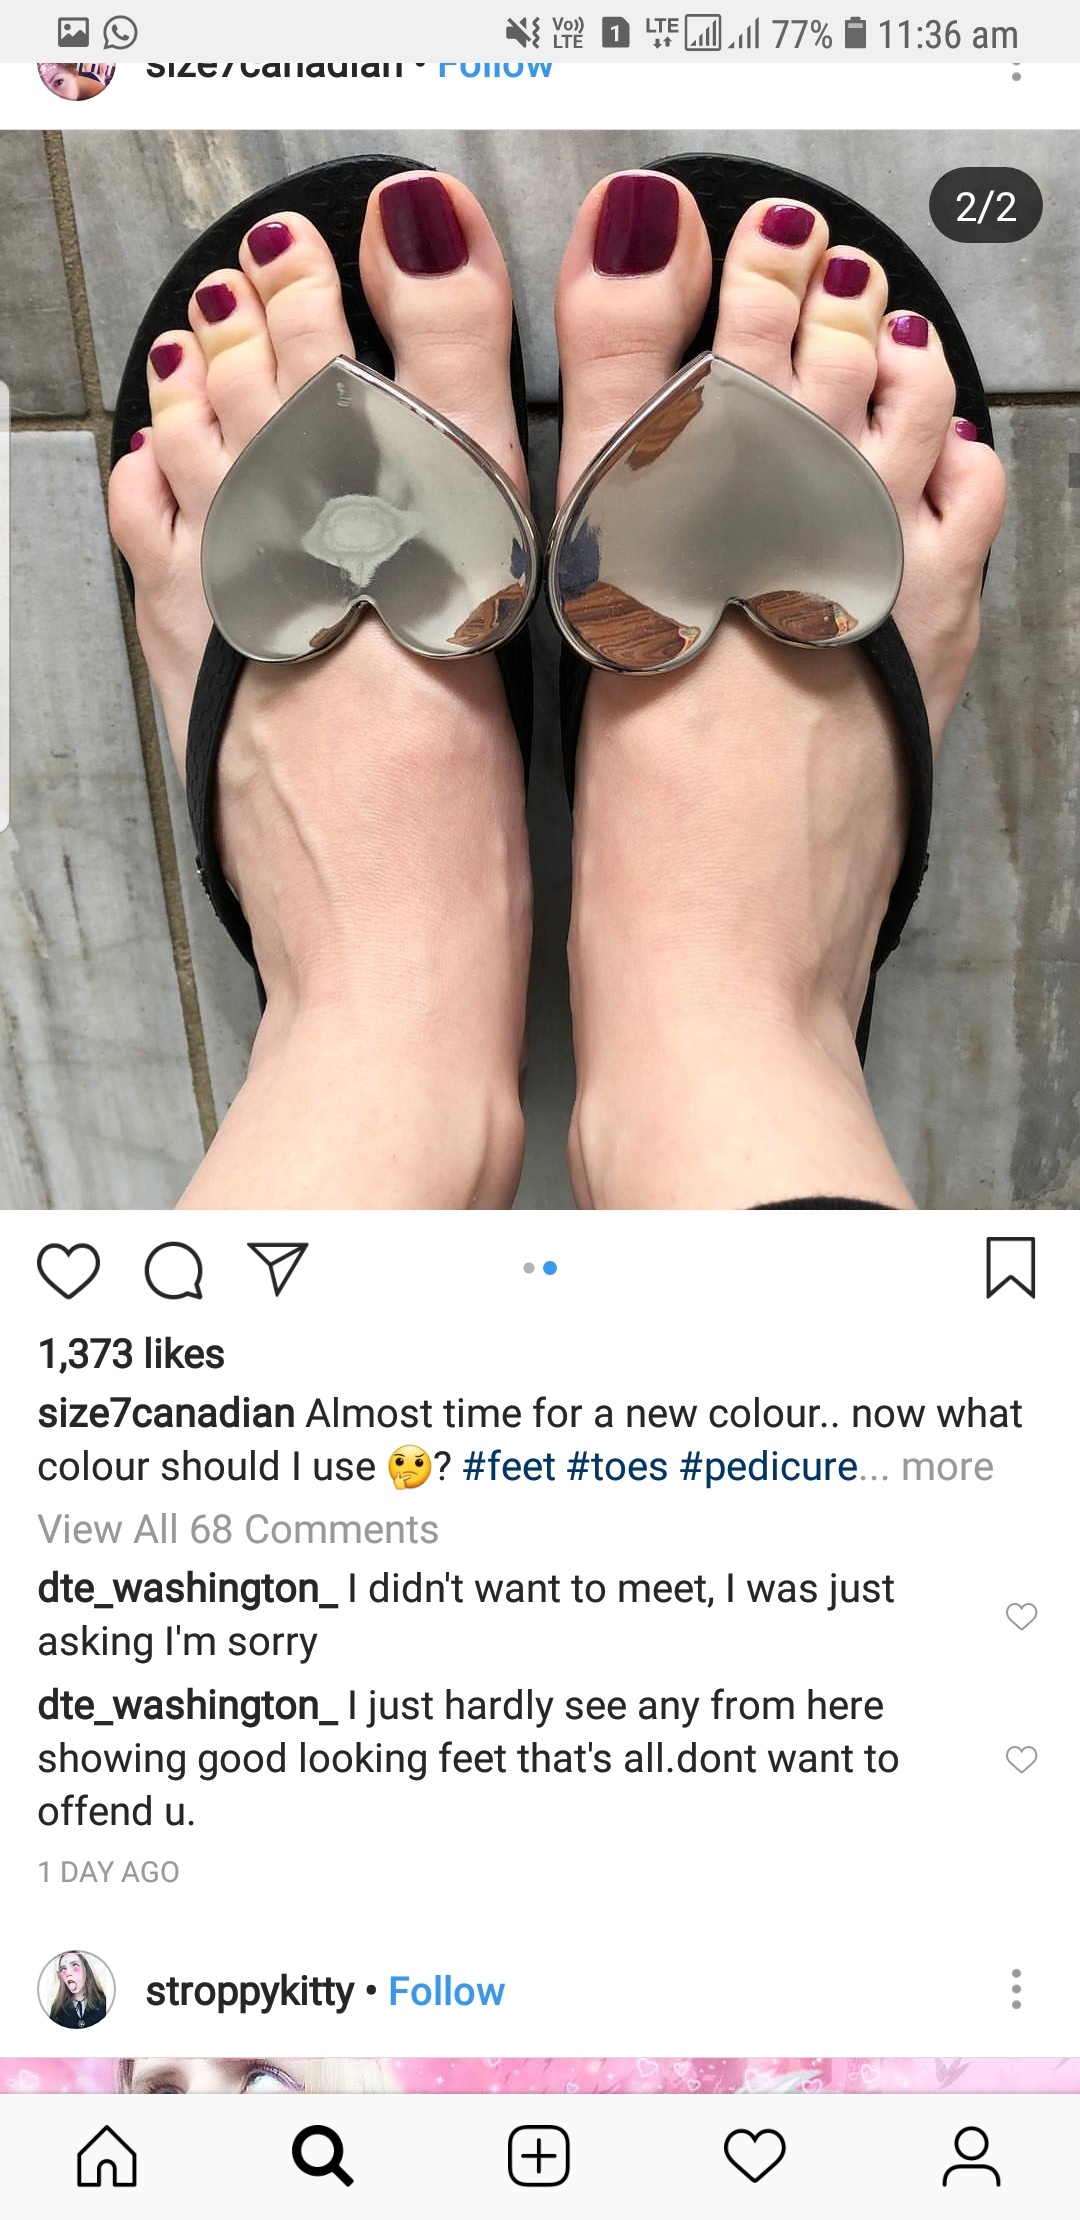 Vo)) LTE 1 LTE 77% 11:36 am
size7canadian • Follow
2/2
1,373 likes
size7canadian Almost time for a new colour.. now what
colour should I use 🤔? #feet #toes #pedicure... more
View All 68 Comments
dte_washington_ I didn't want to meet, I was just
asking I'm sorry
dte_washington_ I just hardly see any from here
showing good looking feet that's all.dont want to
offend u.
1 DAY AGO
stroppykitty • Follow